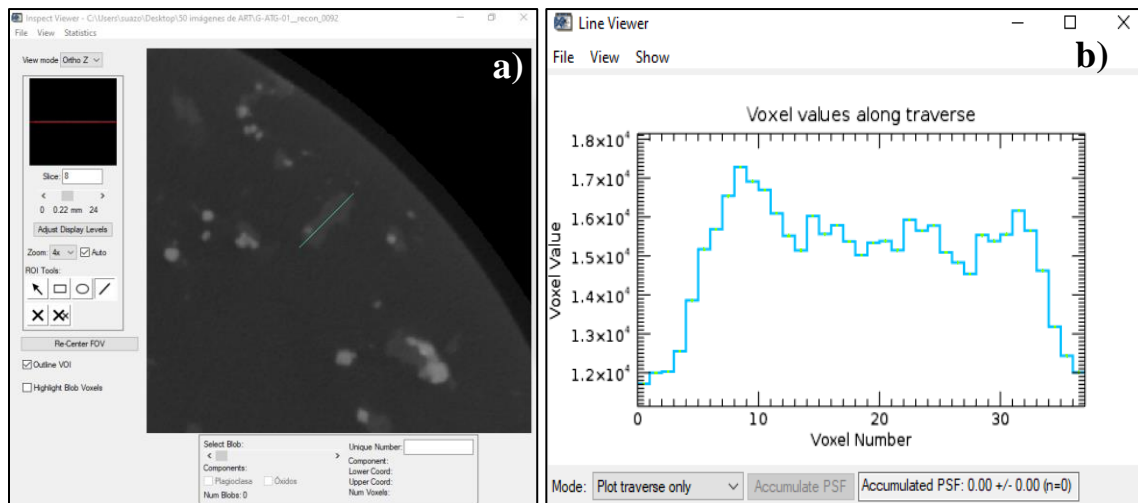 Inspect Viewer - C:\Users\suazo\Desktop\50 imágenes de ART\G-ATG-01__recon_0092
File View Statistics
View mode Ortho Z
Slice: 8
0 0.22 mm 24
Adjust Display Levels
Zoom: 4x Auto
ROI Tools:
Re-Center FOV
Outline VOI
Highlight Blob Voxels
a)
Select Blob:
Components:
Plagioclasa Óxidos
Num Blobs: 0
Unique Number:
Component:
Lower Coord:
Upper Coord:
Num Voxels:
Line Viewer
b)
File View Show
Voxel values along traverse
1.8×10⁴
1.7×10⁴
1.6×10⁴
1.5×10⁴
1.4×10⁴
1.3×10⁴
1.2×10⁴
Voxel Value
0 10 20 30
Voxel Number
Mode: Plot traverse only Accumulate PSF Accumulated PSF: 0.00 +/- 0.00 (n=0)